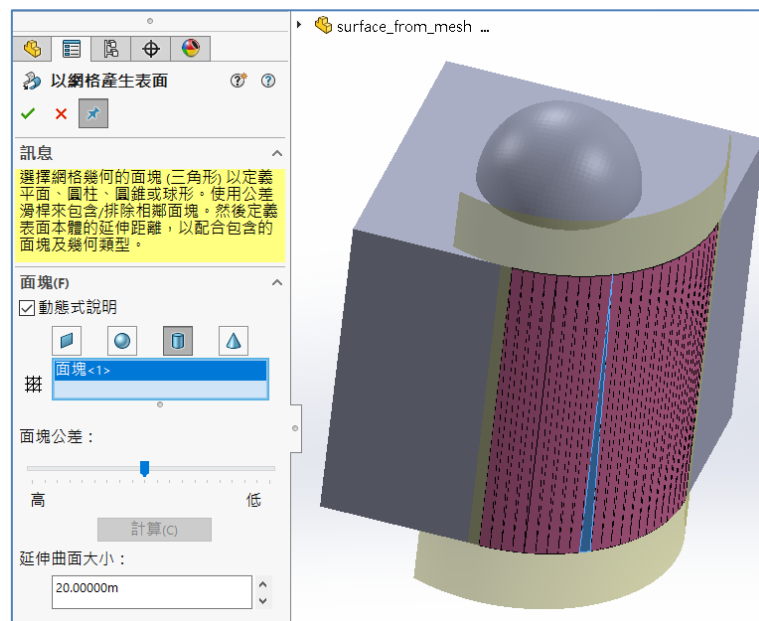 surface_from_mesh ...
以網格產生表面
訊息
選擇網格幾何的面塊 (三角形) 以定義
平面、圓柱、圓錐或球形。使用公差
滑桿來包含/排除相鄰面塊。然後定義
表面本體的延伸距離，以配合包含的
面塊及幾何類型。
面塊(F)
動態式說明
面塊<1>
面塊公差：
高
低
計算(C)
延伸曲面大小：
20.00000m